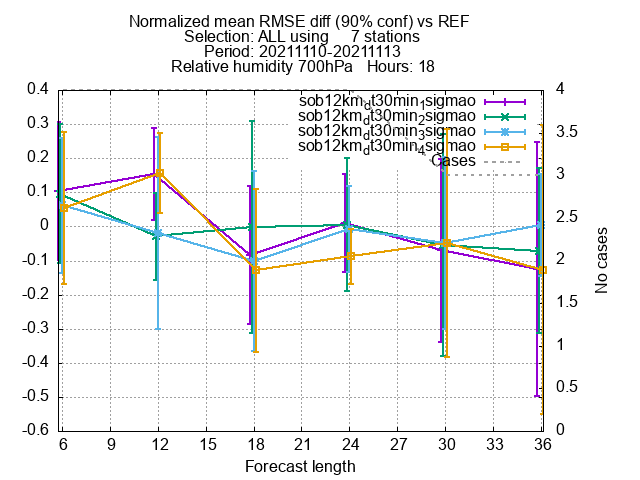 Normalized mean RMSE diff (90% conf) vs REF
Selection: ALL using 7 stations
Period: 20211110-20211113
Relative humidity 700hPa Hours: 18
sob12km_dt30min_1sigmao
sob12km_dt30min_2sigmao
sob12km_dt30min_3sigmao
sob12km_dt30min_4sigmao
Cases
0.4
0.3
0.2
0.1
0
-0.1
-0.2
-0.3
-0.4
-0.5
-0.6
4
3.5
3
2.5
2
1.5
1
0.5
0
No cases
6 9 12 15 18 21 24 27 30 33 36
Forecast length